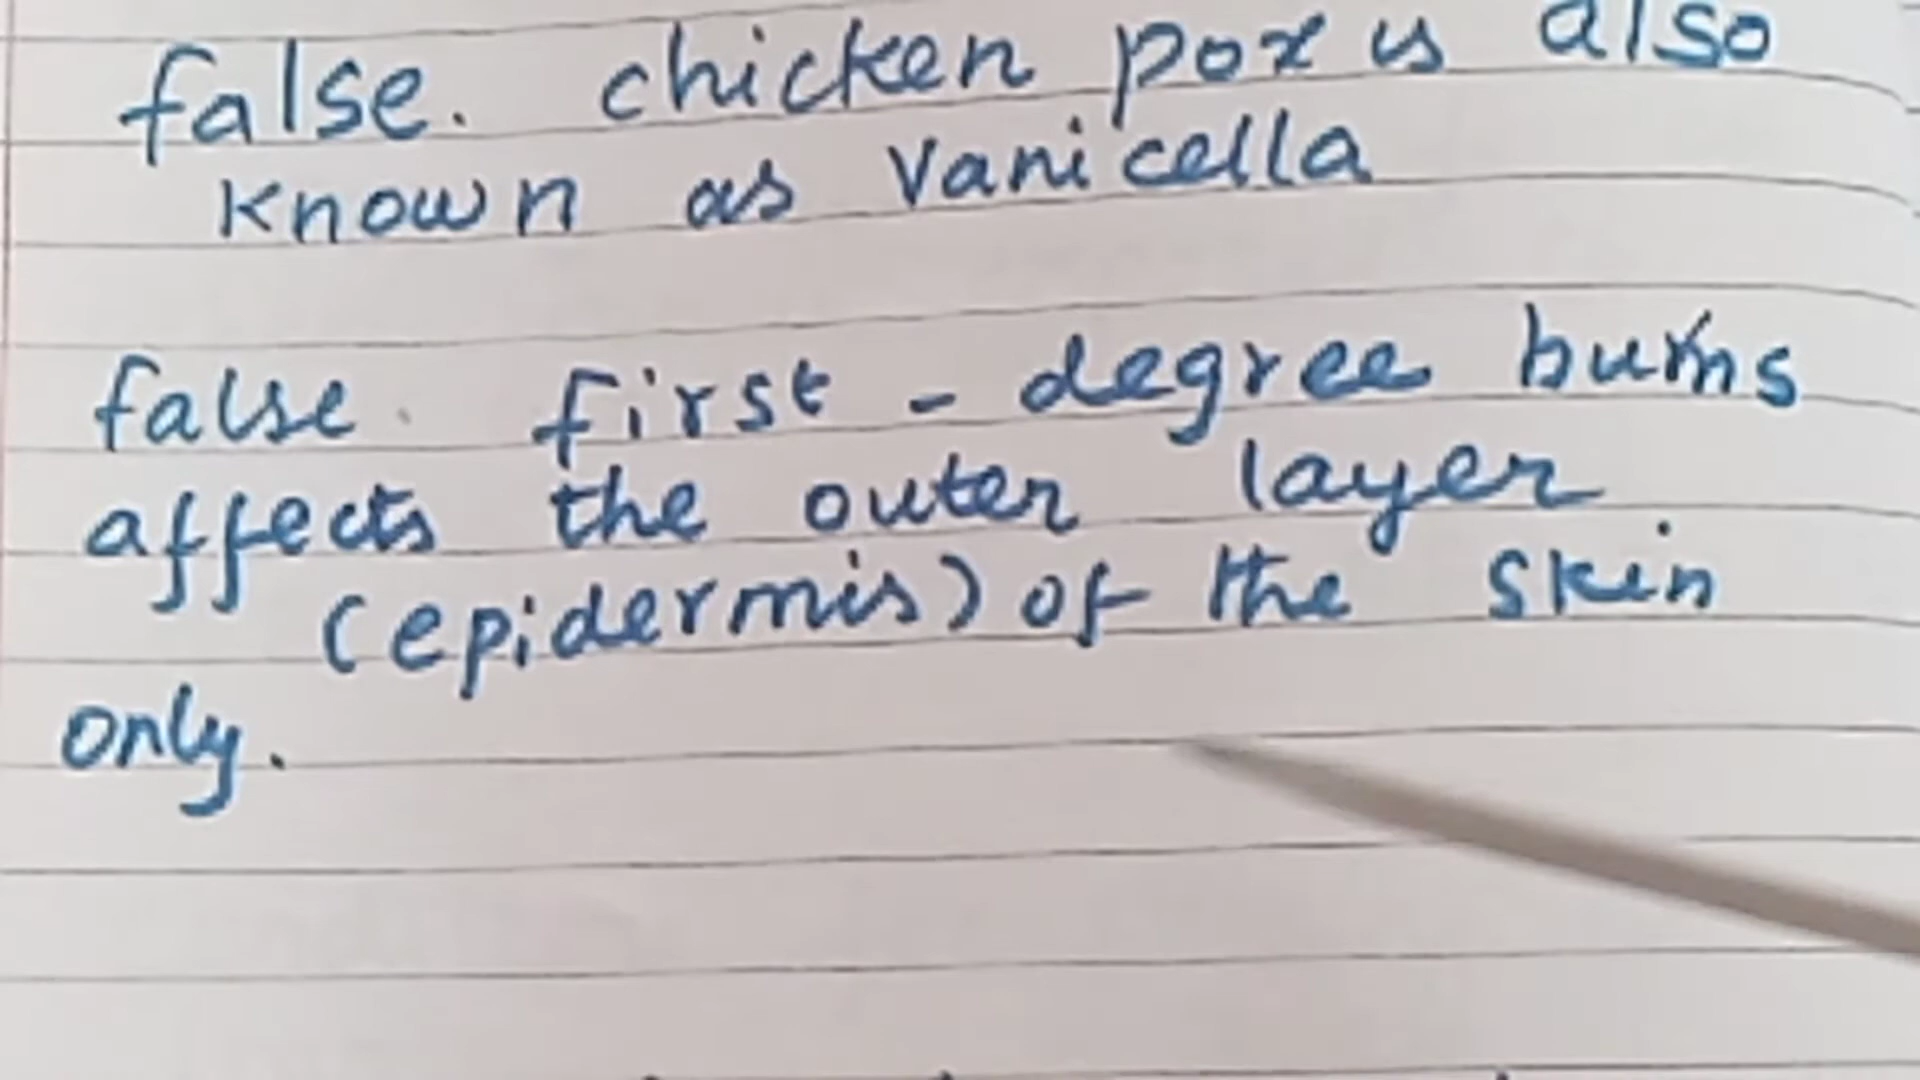 false. chicken pox is also
known as Varicella
false. first - degree burns
affects the outer layer
(epidermis) of the skin
only.